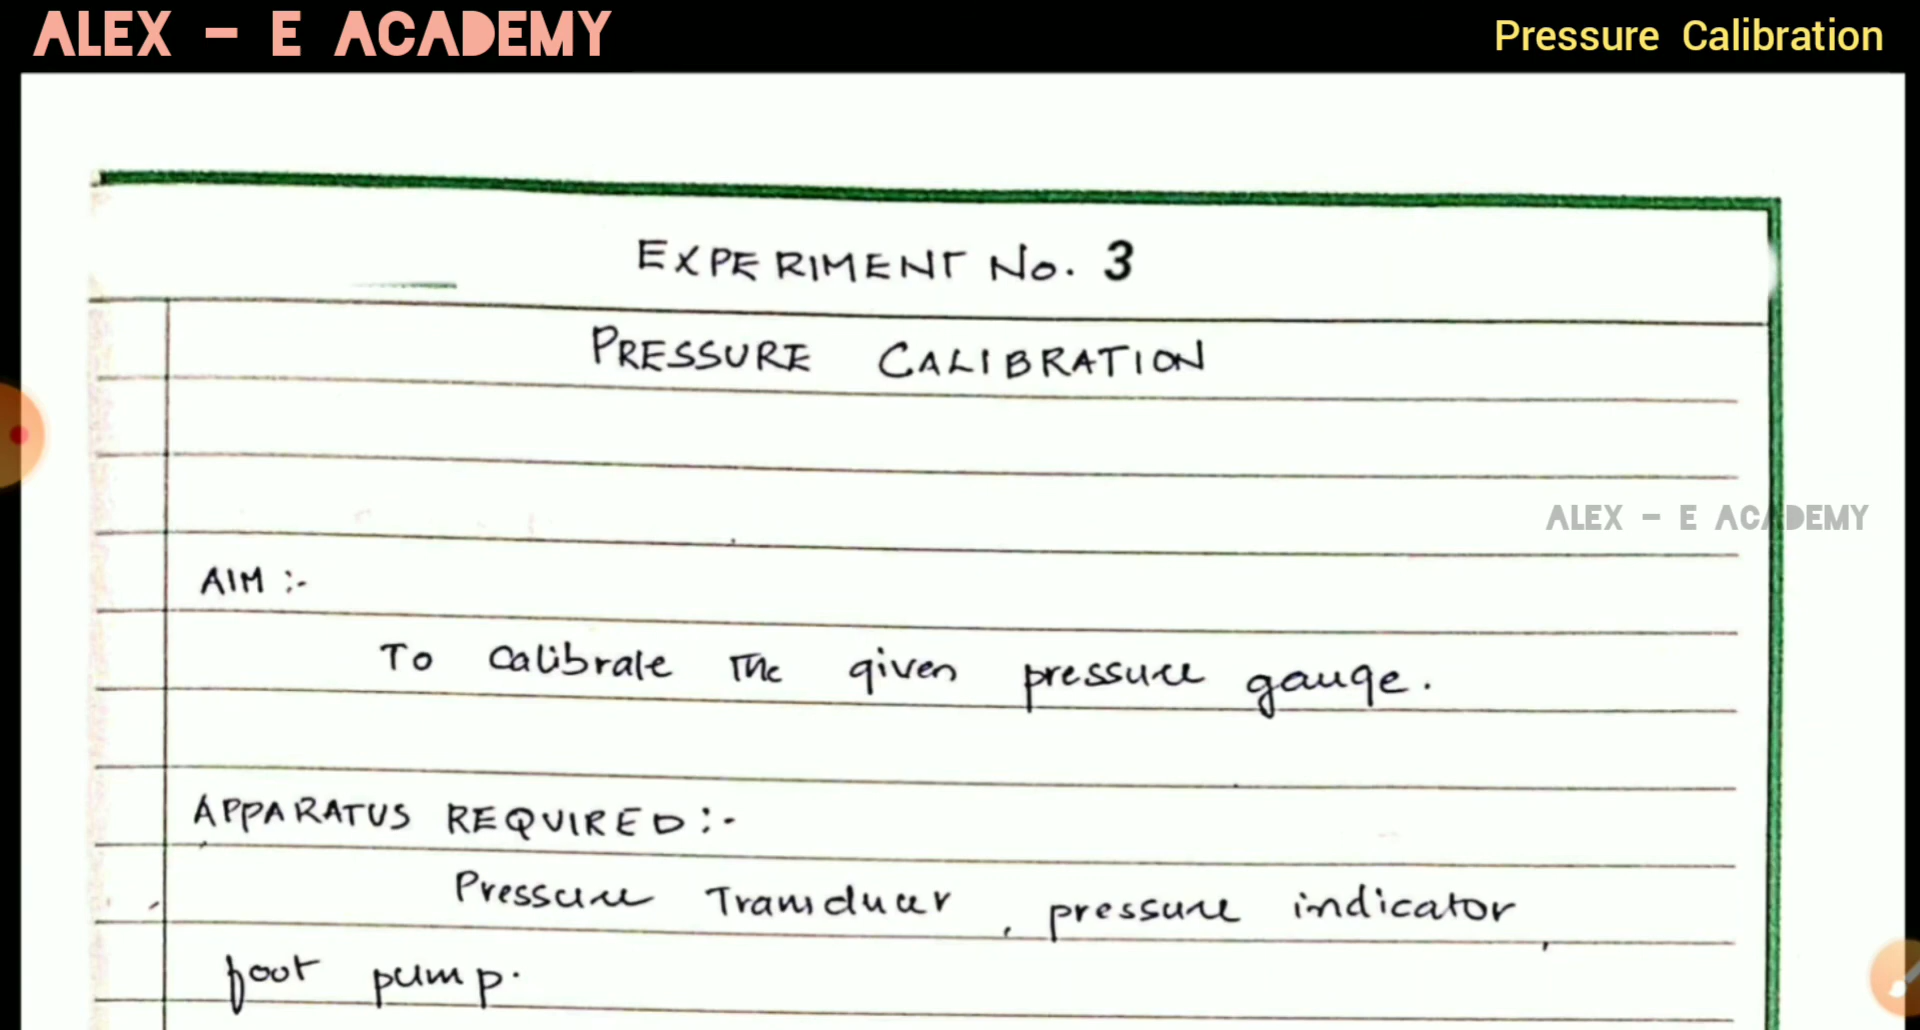 ALEX - E ACADEMY
Pressure Calibration
EXPERIMENT No. 3
PRESSURE CALIBRATION
AIM :-
To calibrate the given pressure gauge.
APPARATUS REQUIRED :-
Pressure Transducer, pressure indicator,
foot pump.
ALEX - E ACADEMY